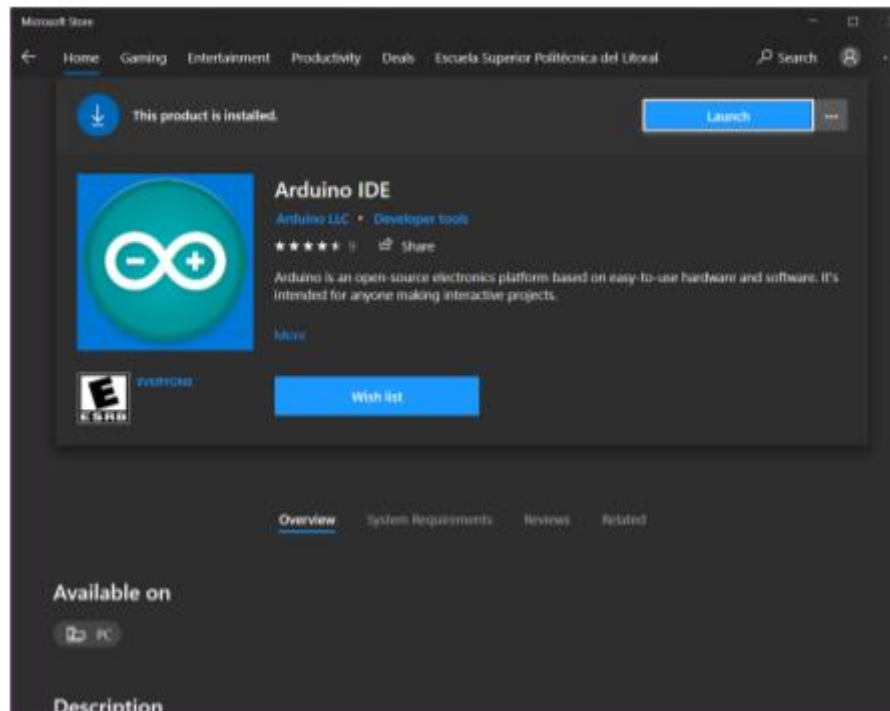 Microsoft Store
Home Gaming Entertainment Productivity Deals Escuela Superior Politécnica del Litoral Search
This product is installed.
Launch
Arduino IDE
Arduino LLC • Developer tools
9 Share
Arduino is an open-source electronics platform based on easy-to-use hardware and software. It's
intended for anyone making interactive projects.
More
E
ESRB
EVERYONE
Wish list
Overview System Requirements Reviews Related
Available on
PC
Description